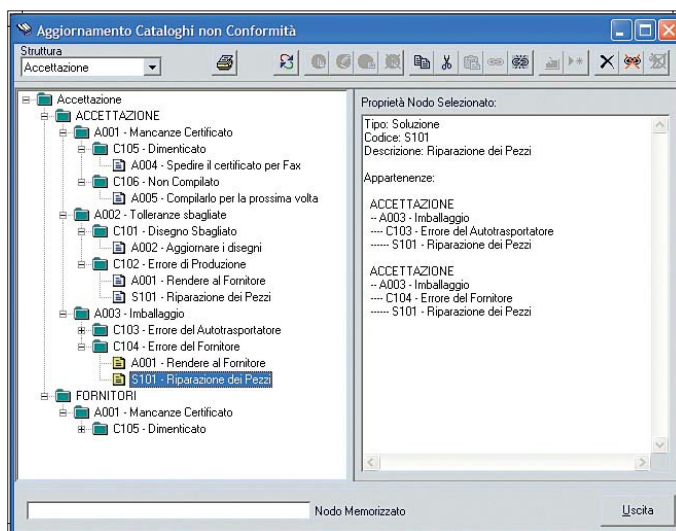 Aggiornamento Cataloghi non Conformità
Struttura
Accettazione
Accettazione
ACCETTAZIONE
A001 - Mancanze Certificato
C105 - Dimenticato
A004 - Spedire il certificato per Fax
C106 - Non Compilato
A005 - Compilarlo per la prossima volta
A002 - Tolleranze sbagliate
C101 - Disegno Sbagliato
A002 - Aggiornare i disegni
C102 - Errore di Produzione
A001 - Rendere al Fornitore
S101 - Riparazione dei Pezzi
A003 - Imballaggio
C103 - Errore del Autotrasportatore
C104 - Errore del Fornitore
A001 - Rendere al Fornitore
S101 - Riparazione dei Pezzi
FORNITORI
A001 - Mancanze Certificato
C105 - Dimenticato
Proprietà Nodo Selezionato:
Tipo: Soluzione
Codice: S101
Descrizione: Riparazione dei Pezzi
Appartenenze:
ACCETTAZIONE
-- A003 - Imballaggio
---- C103 - Errore del Autotrasportatore
------ S101 - Riparazione dei Pezzi
ACCETTAZIONE
-- A003 - Imballaggio
---- C104 - Errore del Fornitore
------ S101 - Riparazione dei Pezzi
Nodo Memorizzato
Uscita